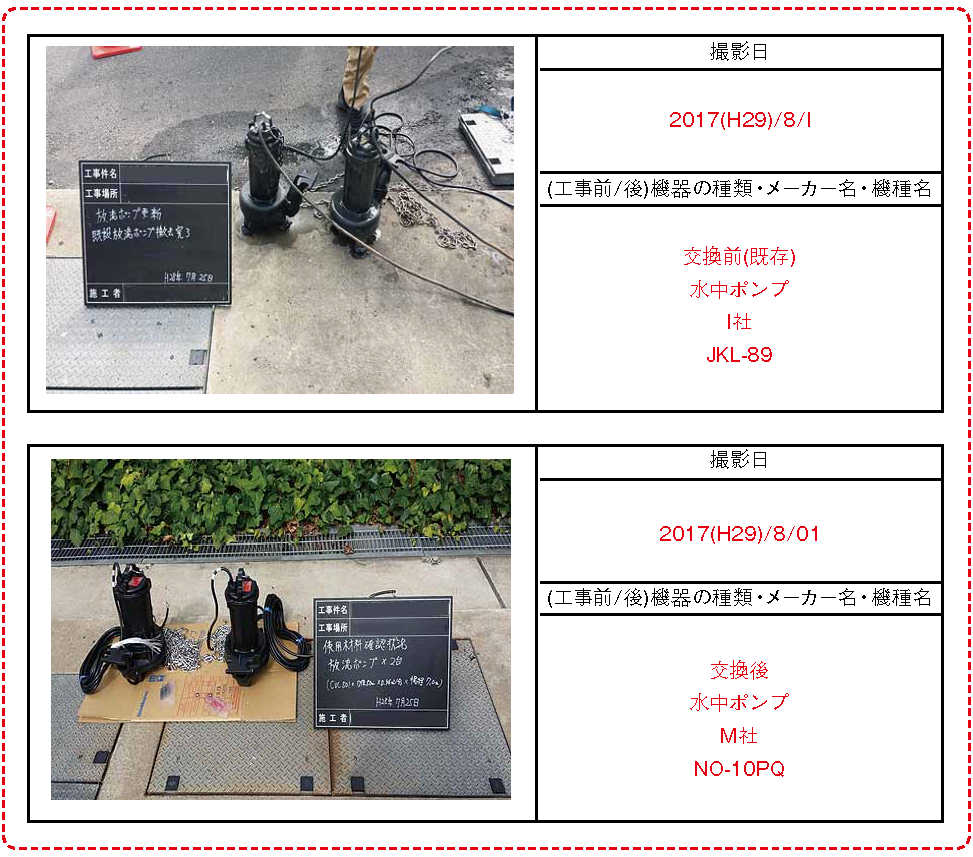 撮影日
2017(H29)/8/I
(工事前/後)機器の種類・メーカー名・機種名
交換前(既存)
水中ポンプ
I社
JKL-89
工事件名
工事場所
放流ポンプ更新
既設放流ポンプ撤去完3
H28年 7月 25日
施工者
撮影日
2017(H29)/8/01
(工事前/後)機器の種類・メーカー名・機種名
交換後
水中ポンプ
M社
NO-10PQ
工事件名
工事場所
使用材料確認状況
放流ポンプ×2台
H28年 7月25日
施工者